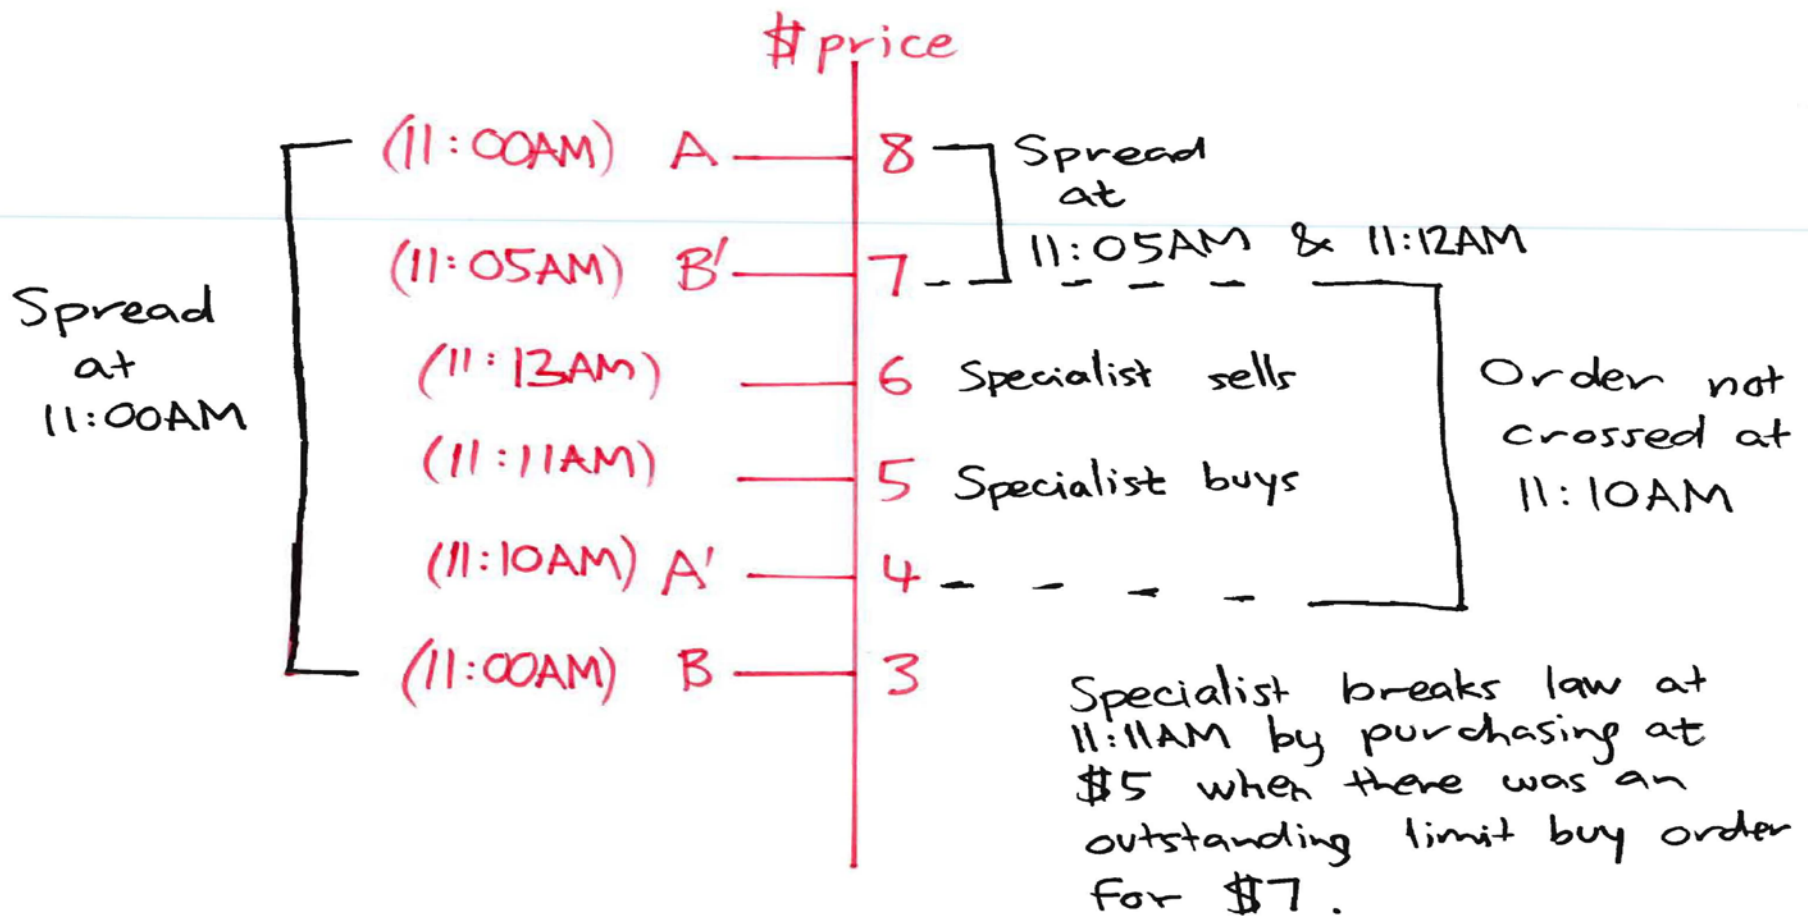 $ price
(11:00AM) A 8
Spread
at
11:05AM & 11:12AM
(11:05AM) B' 7
Spread
at
11:00AM
(11:13AM) 6 Specialist sells
(11:11AM) 5 Specialist buys
Order not
crossed at
11:10AM
(11:10AM) A' 4
(11:00AM) B 3
Specialist breaks law at
11:11AM by purchasing at
$5 when there was an
outstanding limit buy order
for $7.